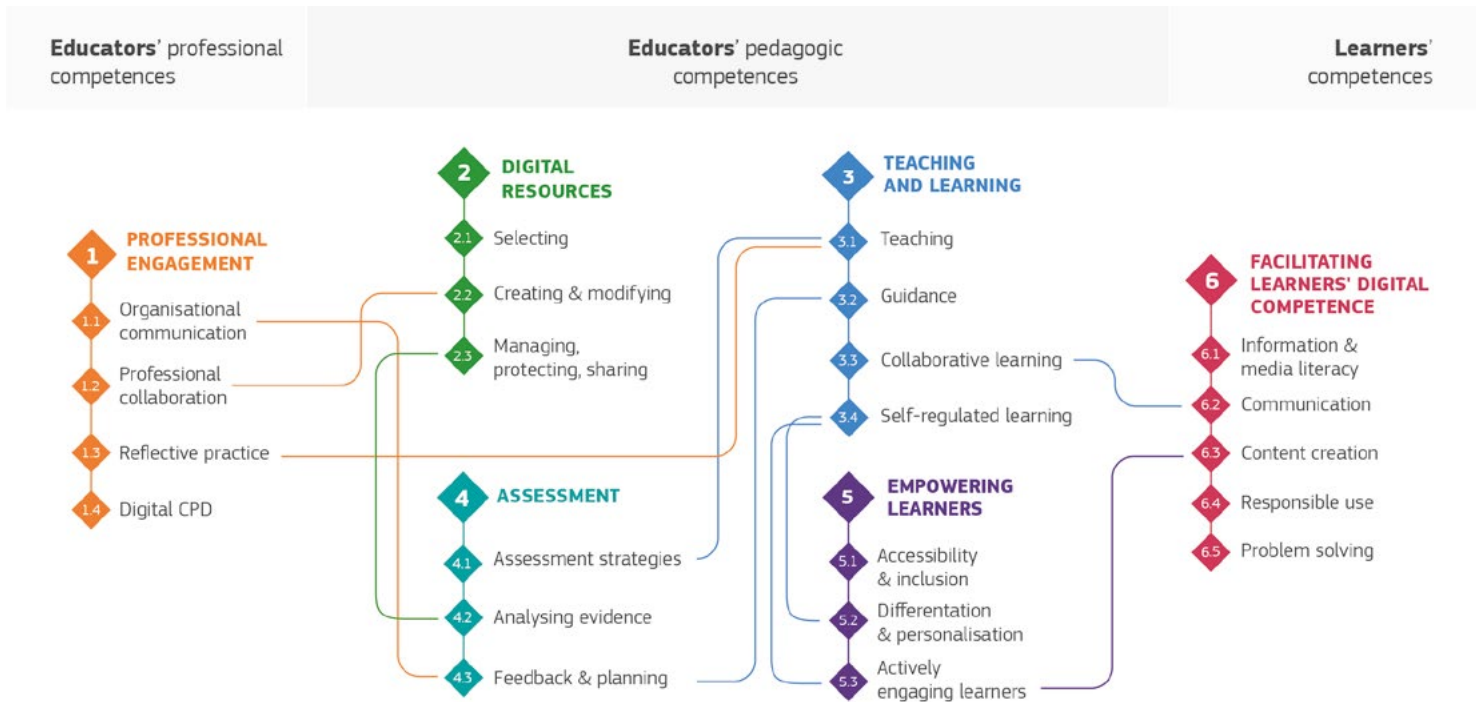 Educators' professional
competences
Educators' pedagogic
competences
Learners'
competences
1
PROFESSIONAL
ENGAGEMENT
1.1
Organisational
communication
1.2
Professional
collaboration
1.3
Reflective practice
1.4
Digital CPD
2
DIGITAL
RESOURCES
2.1
Selecting
2.2
Creating & modifying
2.3
Managing,
protecting, sharing
3
TEACHING
AND LEARNING
3.1
Teaching
3.2
Guidance
3.3
Collaborative learning
3.4
Self-regulated learning
4
ASSESSMENT
4.1
Assessment strategies
4.2
Analysing evidence
4.3
Feedback & planning
5
EMPOWERING
LEARNERS
5.1
Accessibility
& inclusion
5.2
Differentation
& personalisation
5.3
Actively
engaging learners
6
FACILITATING
LEARNERS' DIGITAL
COMPETENCE
6.1
Information &
media literacy
6.2
Communication
6.3
Content creation
6.4
Responsible use
6.5
Problem solving